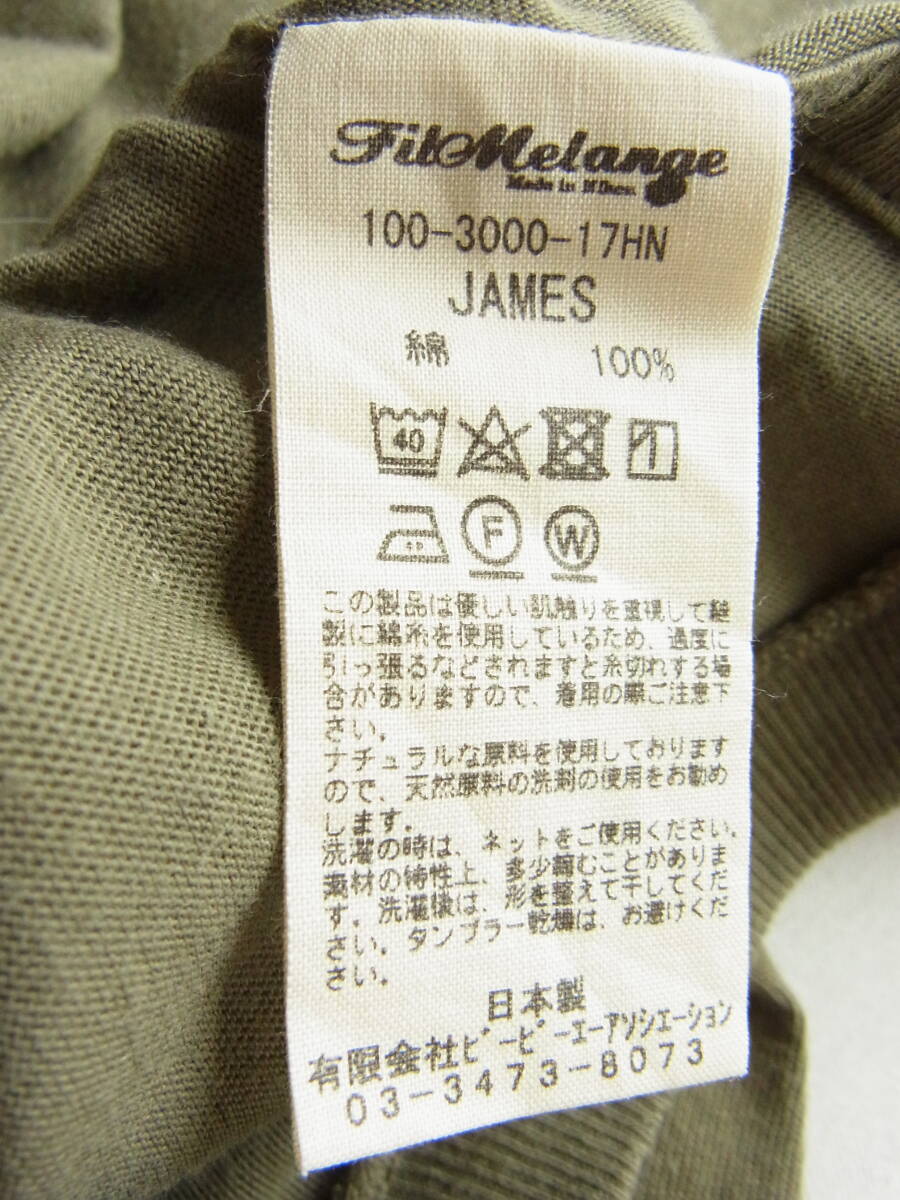 FilMelange
Made in
100-3000-17HN
JAMES
綿 100%
40
F W
この製品は優しい肌触りを重視して縫
製に綿糸を使用しているため、過度に
引っ張るなどされますと糸切れする場
合がありますので、着用の際ご注意下
さい。
ナチュラルな原料を使用しております
ので、天然原料の洗剤の使用をお勧め
します。
洗濯の時は、ネットをご使用ください。
素材の特性上、多少縮むことがありま
す。洗濯後は、形を整えて干してくだ
さい。タンブラー乾燥は、お避けくだ
さい。
日本製
有限会社ビーピーエーアソシエーション
03-3473-8073